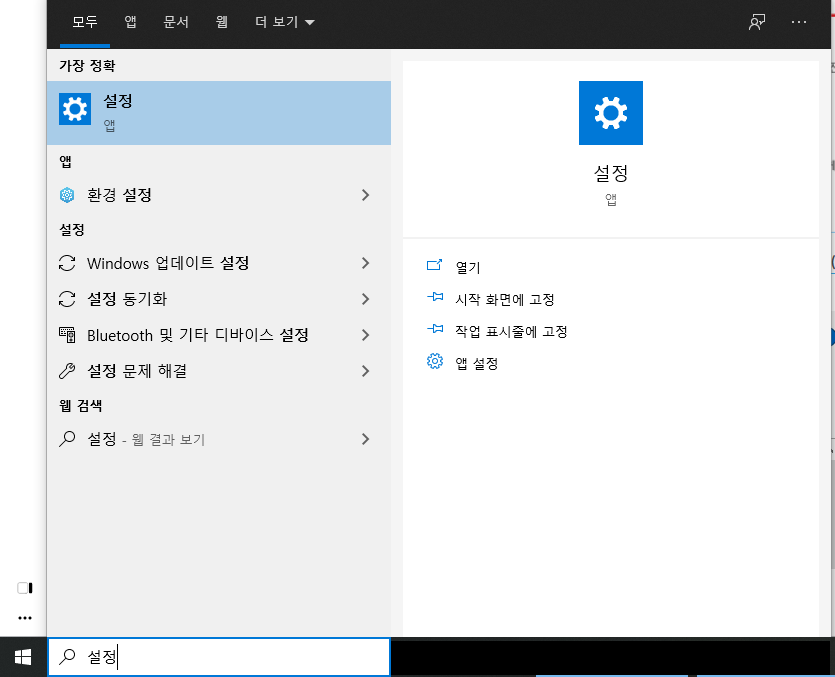 모두 앱 문서 웹 더 보기
가장 정확
설정
앱
앱
환경 설정
설정
Windows 업데이트 설정
설정 동기화
Bluetooth 및 기타 디바이스 설정
설정 문제 해결
웹 검색
설정 - 웹 결과 보기
설정
앱
열기
시작 화면에 고정
작업 표시줄에 고정
앱 설정
설정